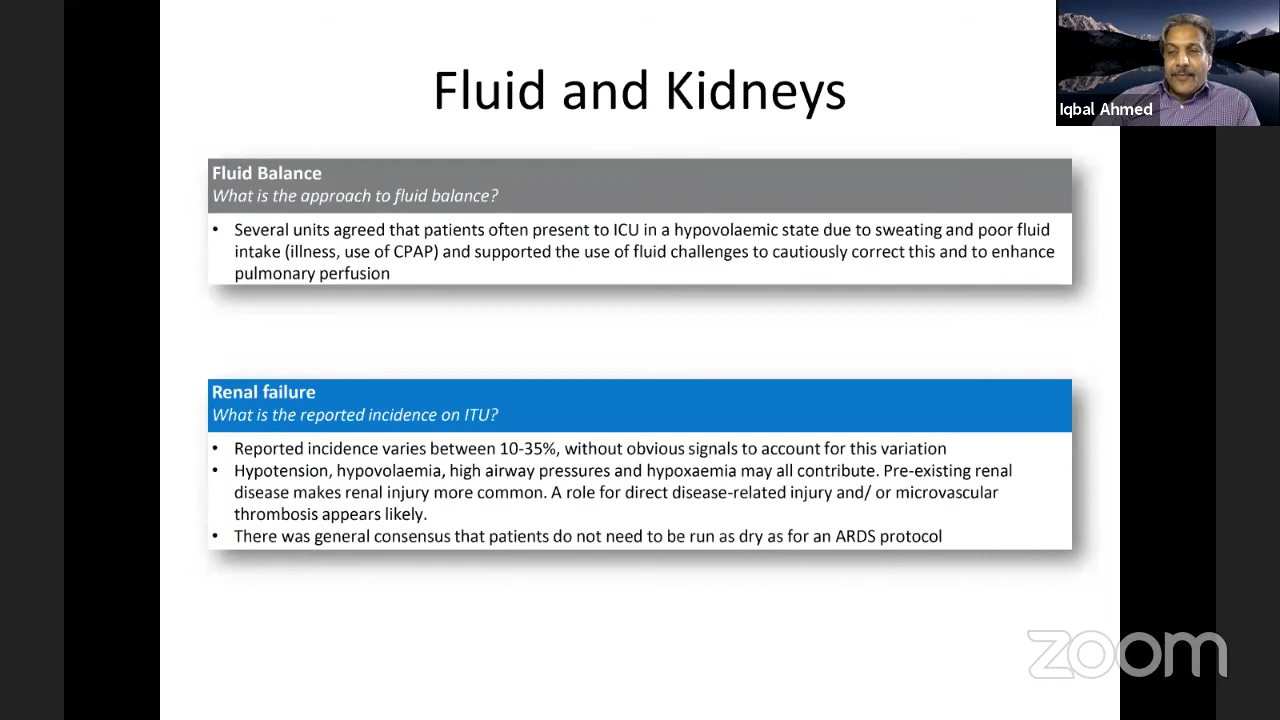 Fluid and Kidneys
Iqbal Ahmed
Fluid Balance
What is the approach to fluid balance?
• Several units agreed that patients often present to ICU in a hypovolaemic state due to sweating and poor fluid
intake (illness, use of CPAP) and supported the use of fluid challenges to cautiously correct this and to enhance
pulmonary perfusion
Renal failure
What is the reported incidence on ITU?
• Reported incidence varies between 10-35%, without obvious signals to account for this variation
• Hypotension, hypovolaemia, high airway pressures and hypoxaemia may all contribute. Pre-existing renal
disease makes renal injury more common. A role for direct disease-related injury and/ or microvascular
thrombosis appears likely.
• There was general consensus that patients do not need to be run as dry as for an ARDS protocol
zoom